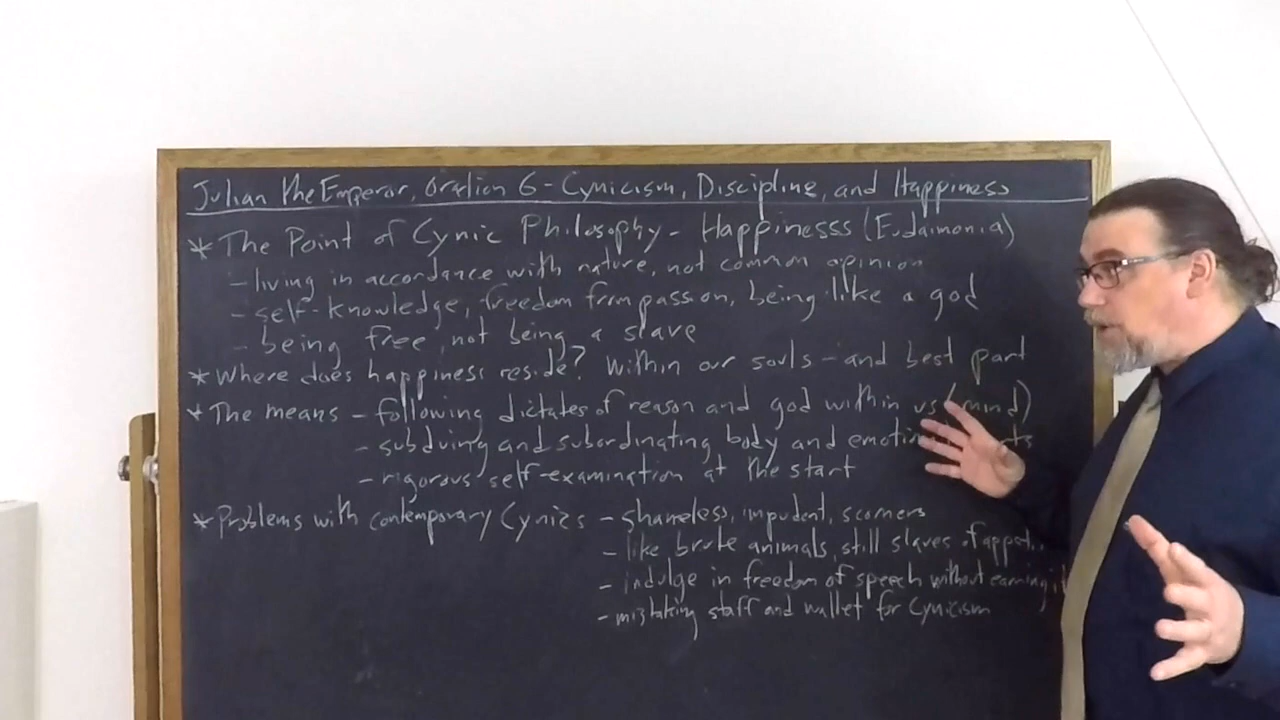 Julian the Emperor, Oration 6 - Cynicism, Discipline, and Happiness
* The Point of Cynic Philosophy - Happinesss (Eudaimonia)
- living in accordance with nature, not common opinion
- self-knowledge, freedom from passion, being like a god
- being free, not being a slave
* Where does happiness reside? Within our souls - and best part
* The means - following dictates of reason and god within us (mind)
- subduing and subordinating body and
- rigorous self-examination at the start
* Problems with contemporary Cynics - shameless, impudent, scorners
- like brute animals, still slaves of
- indulge in freedom of speech without earning
- mistaking staff and wallet for Cynicism